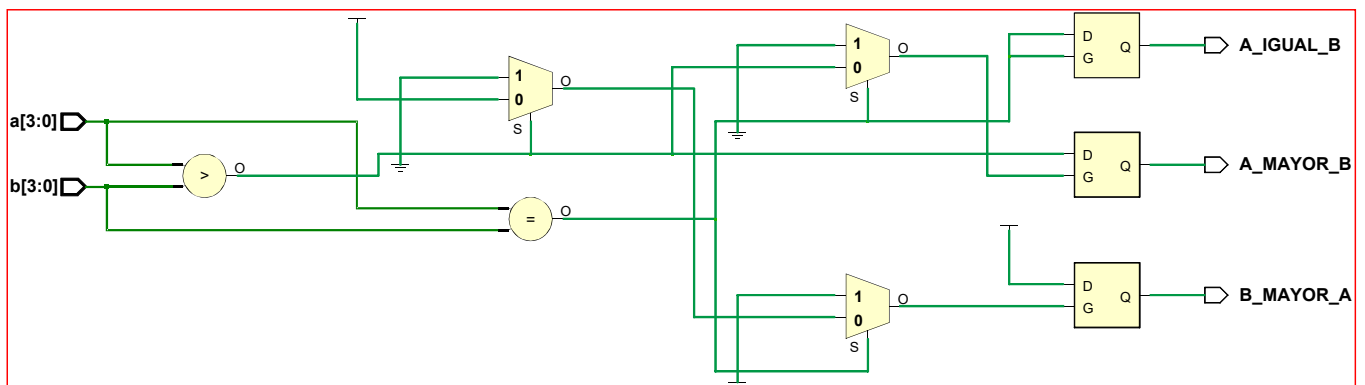 1
0
S
O
1
0
S
O
D
G
Q
A_IGUAL_B
a[3:0]
b[3:0]
>
O
=
O
D
G
Q
A_MAYOR_B
1
0
S
O
D
G
Q
B_MAYOR_A